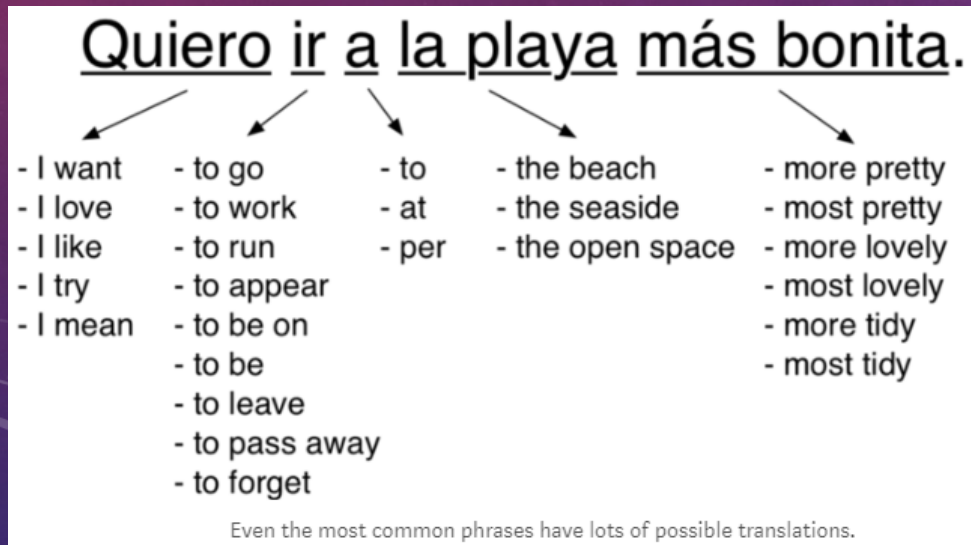 Quiero ir a la playa más bonita.
- I want - to go - to - the beach - more pretty
- I love - to work - at - the seaside - most pretty
- I like - to run - per - the open space - more lovely
- I try - to appear - most lovely
- I mean - to be on - more tidy
- to be - most tidy
- to leave
- to pass away
- to forget
Even the most common phrases have lots of possible translations.